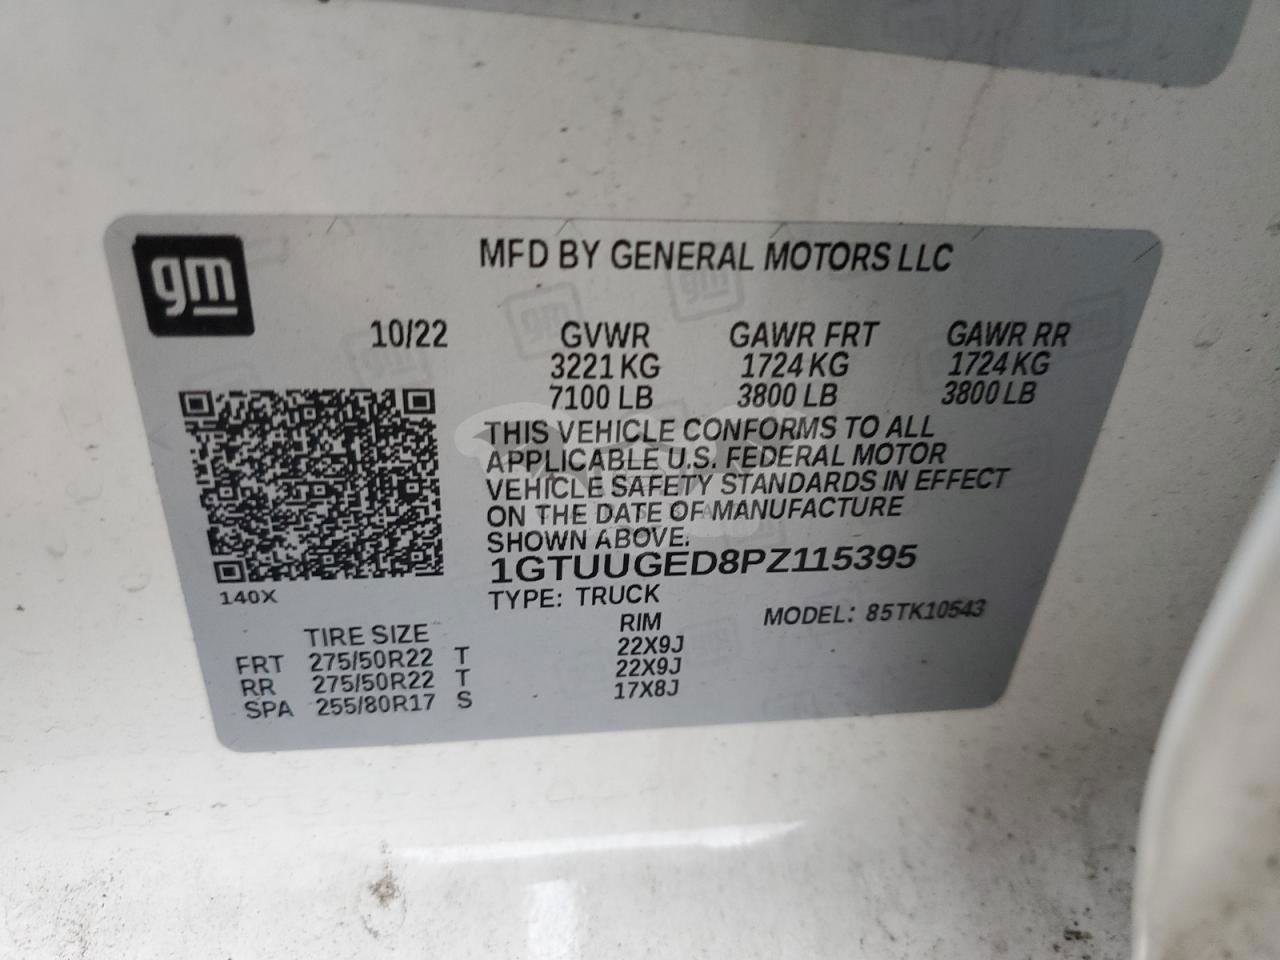 gm
MFD BY GENERAL MOTORS LLC
10/22 GVWR GAWR FRT GAWR RR
3221 KG 1724 KG 1724 KG
7100 LB 3800 LB 3800 LB
THIS VEHICLE CONFORMS TO ALL
APPLICABLE U.S. FEDERAL MOTOR
VEHICLE SAFETY STANDARDS IN EFFECT
ON THE DATE OF MANUFACTURE
SHOWN ABOVE.
1GTUUGED8PZ115395
140X
TYPE: TRUCK
MODEL: 85TK10543
TIRE SIZE RIM
FRT 275/50R22 T 22X9J
RR 275/50R22 T 22X9J
SPA 255/80R17 S 17X8J